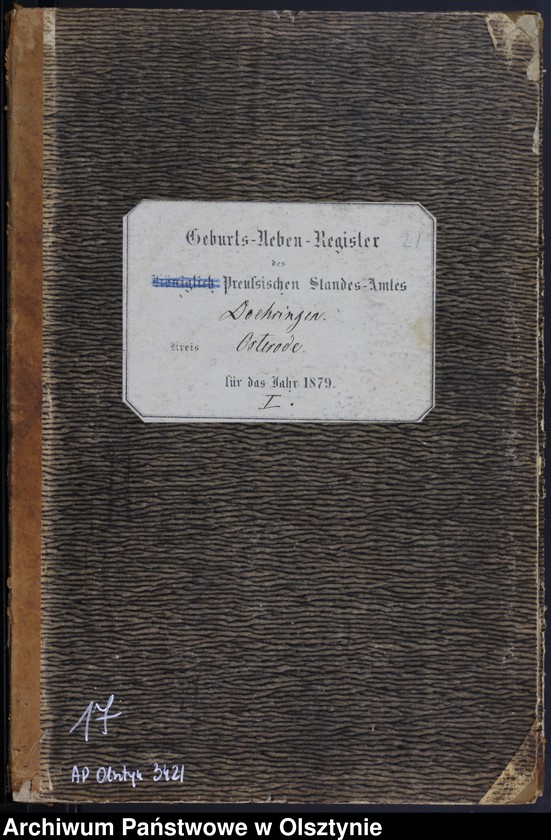 Geburts-Neben-Register 21
des
Königlich Preußischen Standes-Amtes
Doehringen.
Kreis Osterode.
für das Jahr 1879.
I.
17
AP Olsztyn 3421
Archiwum Państwowe w Olsztynie